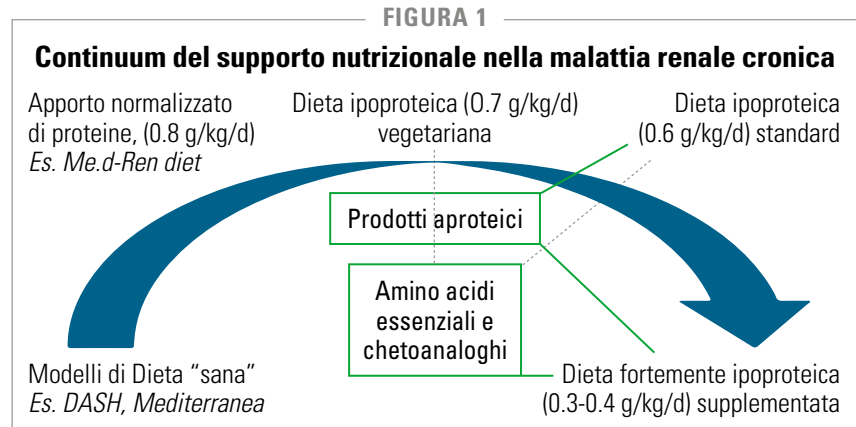 FIGURA 1
Continuum del supporto nutrizionale nella malattia renale cronica
Apporto normalizzato
di proteine, (0.8 g/kg/d)
Es. Me.d-Ren diet
Dieta ipoproteica (0.7 g/kg/d)
vegetariana
Dieta ipoproteica
(0.6 g/kg/d) standard
Prodotti aproteici
Amino acidi
essenziali e
chetoanaloghi
Modelli di Dieta “sana”
Es. DASH, Mediterranea
Dieta fortemente ipoproteica
(0.3-0.4 g/kg/d) supplementata